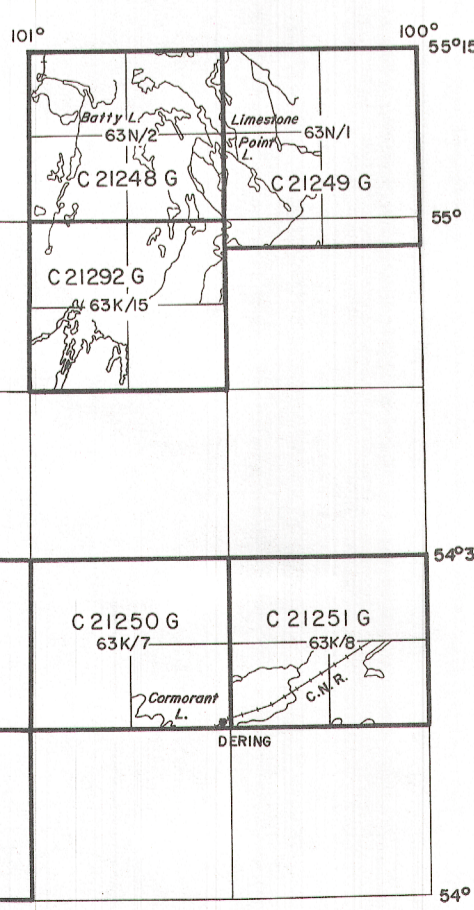 101°
100°
55°15
Batty L.
Limestone
63N/2
63N/1
Point
L.
C 21248 G
C 21249 G
55°
C 21292 G
63K/15
54°3
C 21250 G
C 21251 G
63K/7
63K/8
Cormorant
L.
C.N.R.
DERING
54°